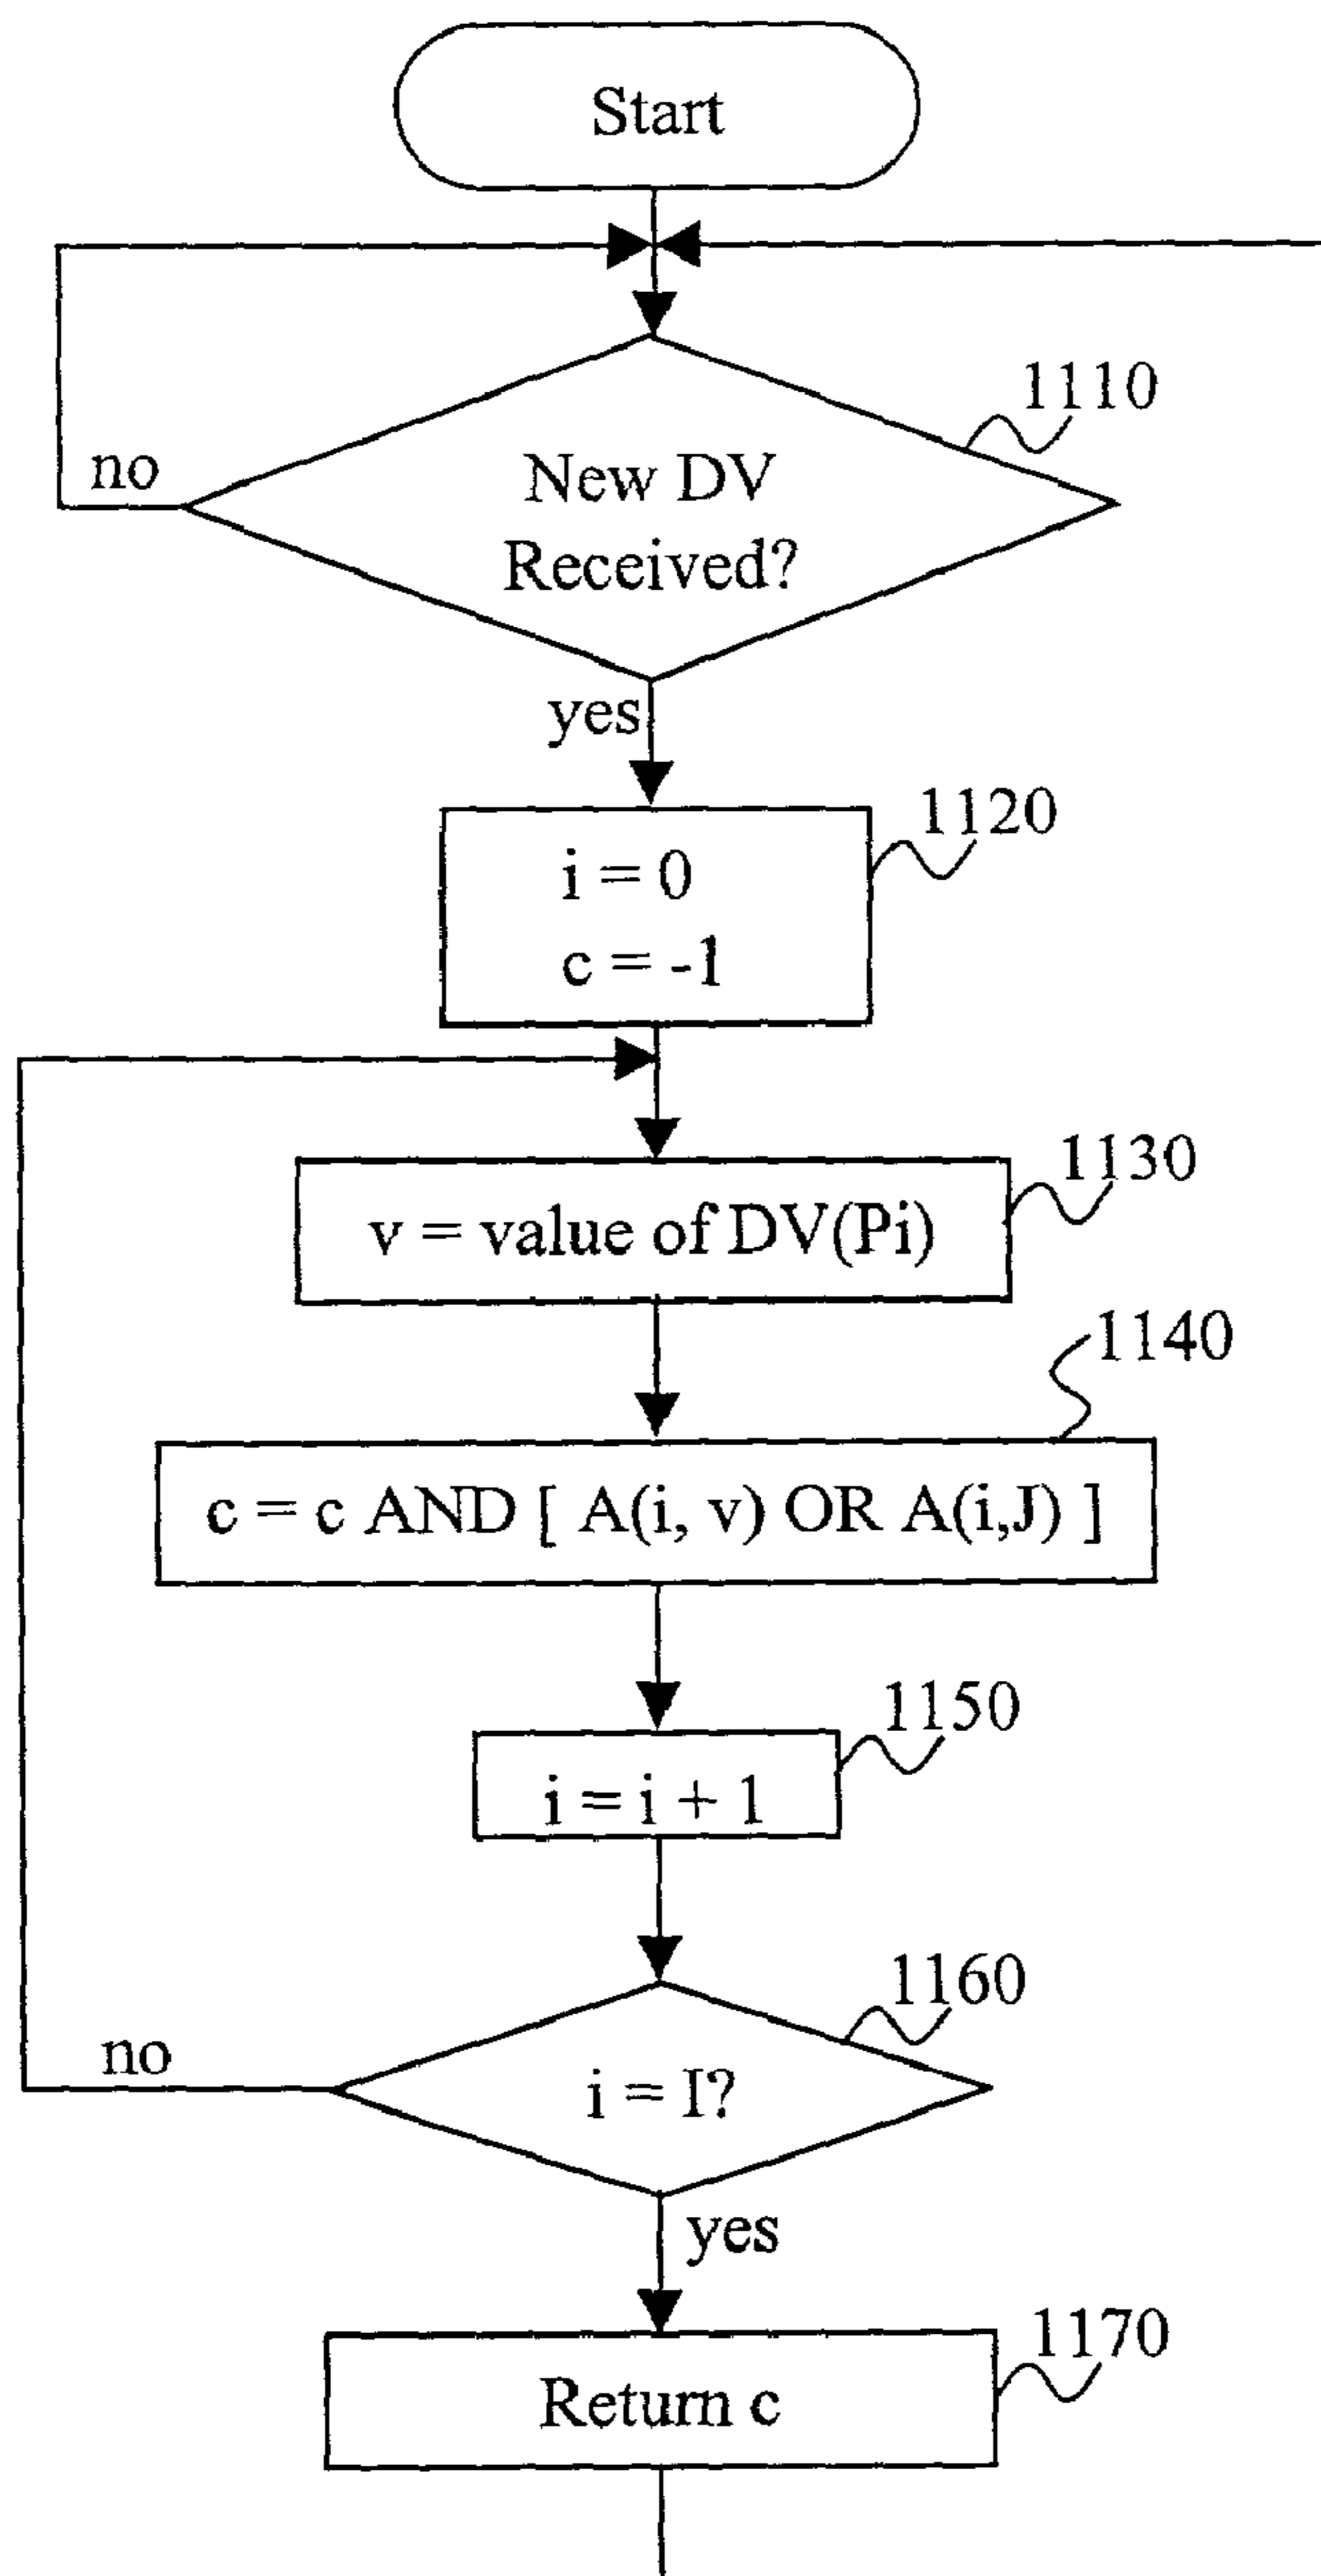 Start
1110
no
New DV
Received?
yes
1120
i = 0
c = -1
1130
v = value of DV(Pi)
1140
c = c AND [ A(i, v) OR A(i,J) ]
1150
i = i + 1
1160
no
i = I?
yes
1170
Return c